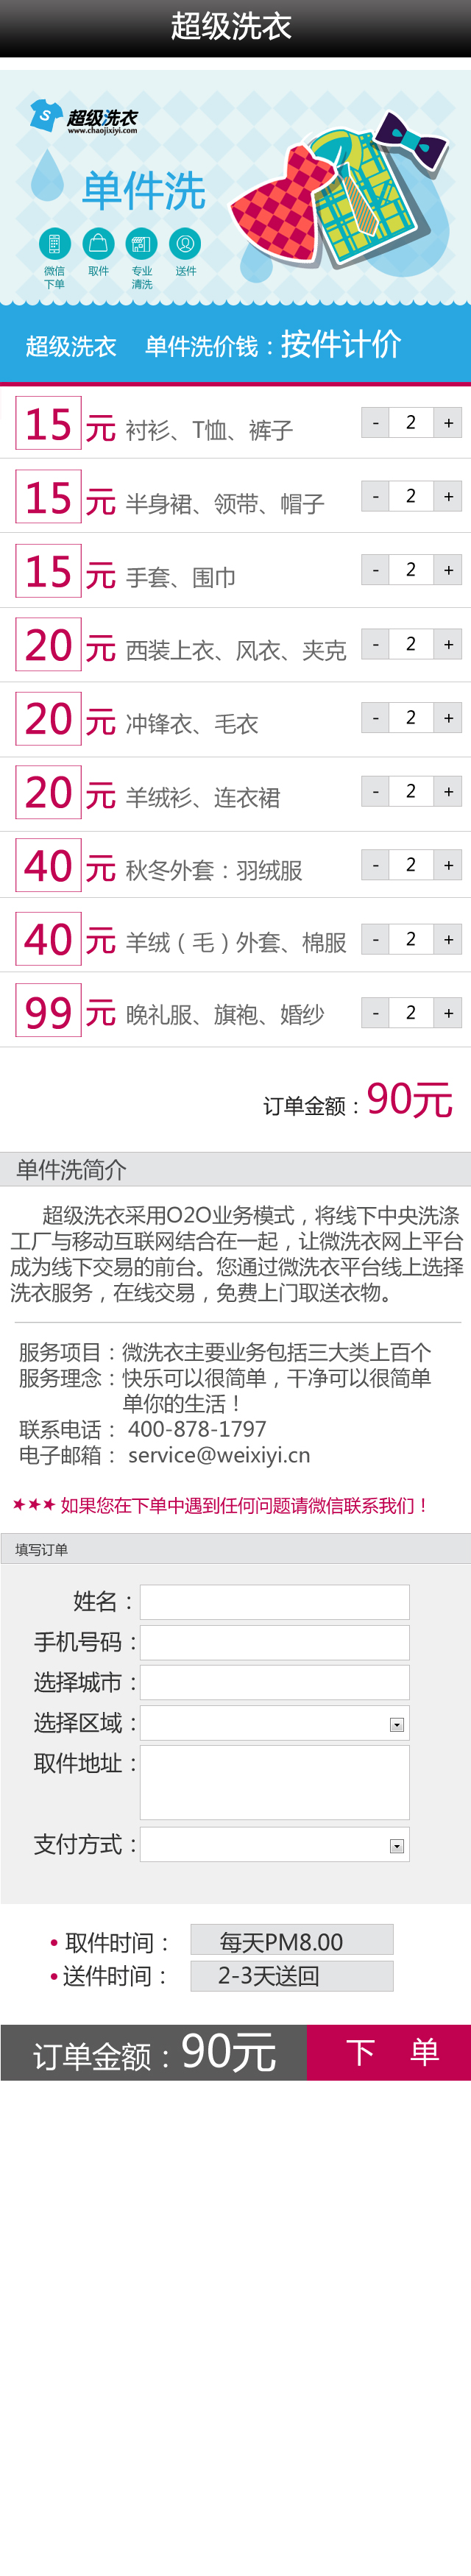 超级洗衣
S 超级洗衣
www.chaojixiyi.com
单件洗
微信 取件 专业 送件
下单 清洗
超级洗衣 单件洗价钱：按件计价
15 元 衬衫、T恤、裤子 - 2 +
15 元 半身裙、领带、帽子 - 2 +
15 元 手套、围巾 - 2 +
20 元 西装上衣、风衣、夹克 - 2 +
20 元 冲锋衣、毛衣 - 2 +
20 元 羊绒衫、连衣裙 - 2 +
40 元 秋冬外套：羽绒服 - 2 +
40 元 羊绒（毛）外套、棉服 - 2 +
99 元 晚礼服、旗袍、婚纱 - 2 +
订单金额：90元
单件洗简介
超级洗衣采用O2O业务模式，将线下中央洗涤
工厂与移动互联网结合在一起，让微洗衣网上平台
成为线下交易的前台。您通过微洗衣平台线上选择
洗衣服务，在线交易，免费上门取送衣物。
服务项目：微洗衣主要业务包括三大类上百个
服务理念：快乐可以很简单，干净可以很简单
单你的生活！
联系电话： 400-878-1797
电子邮箱： service@weixiyi.cn
★★★ 如果您在下单中遇到任何问题请微信联系我们！
填写订单
姓名：
手机号码：
选择城市：
选择区域：
取件地址：
支付方式：
• 取件时间： 每天PM8.00
• 送件时间： 2-3天送回
订单金额：90元 下 单